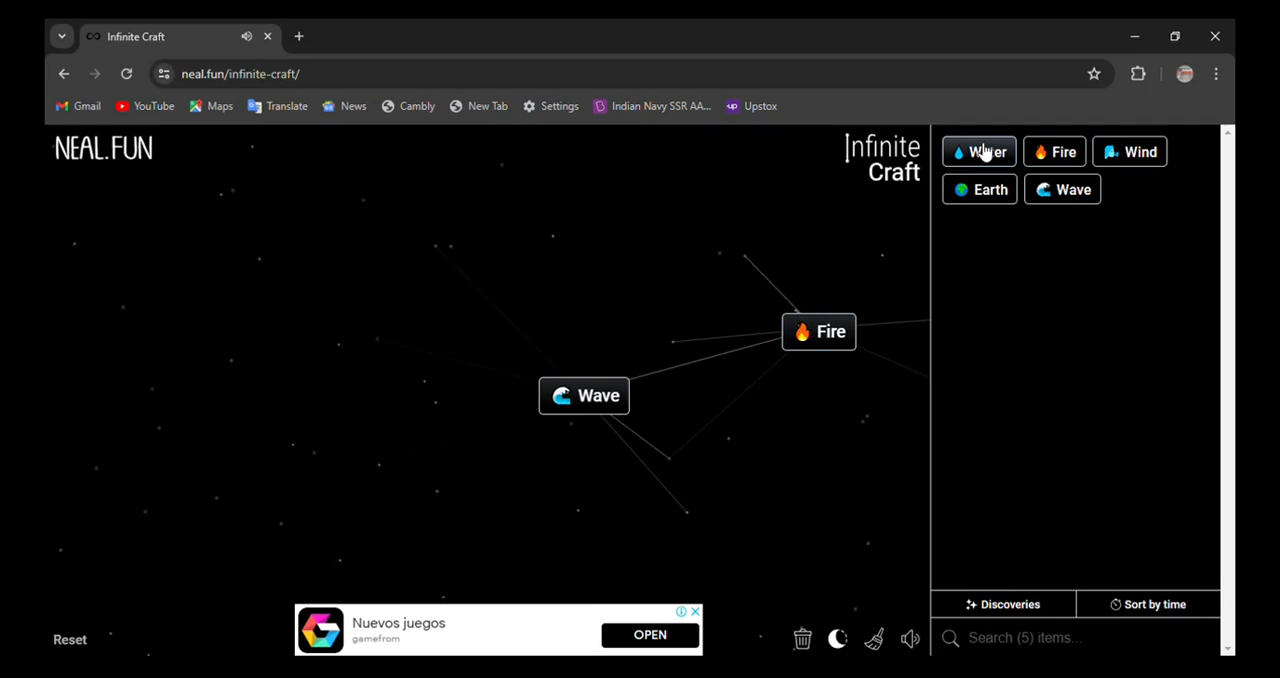 Infinite Craft
neal.fun/infinite-craft/
Gmail YouTube Maps Translate News Cambly New Tab Settings Indian Navy SSR AA... Upstox
NEAL.FUN
Infinite
Craft
Water Fire Wind
Earth Wave
Fire
Wave
Discoveries Sort by time
Nuevos juegos
gamefrom
OPEN
Reset
Search (5) items...